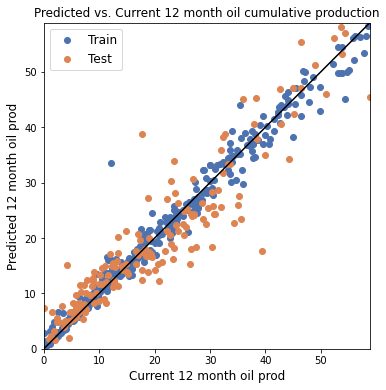 Predicted vs. Current 12 month oil cumulative production
Train
Test
Predicted 12 month oil prod
50
40
30
20
10
0
0 10 20 30 40 50
Current 12 month oil prod